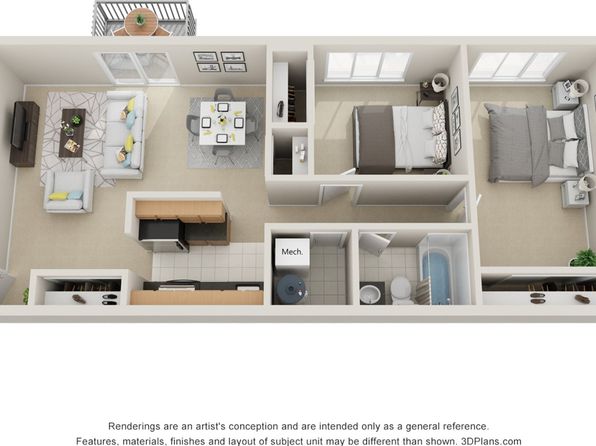 Mech.
Renderings are an artist's conception and are intended only as a general reference.
Features, materials, finishes and layout of subject unit may be different than shown. 3DPlans.com